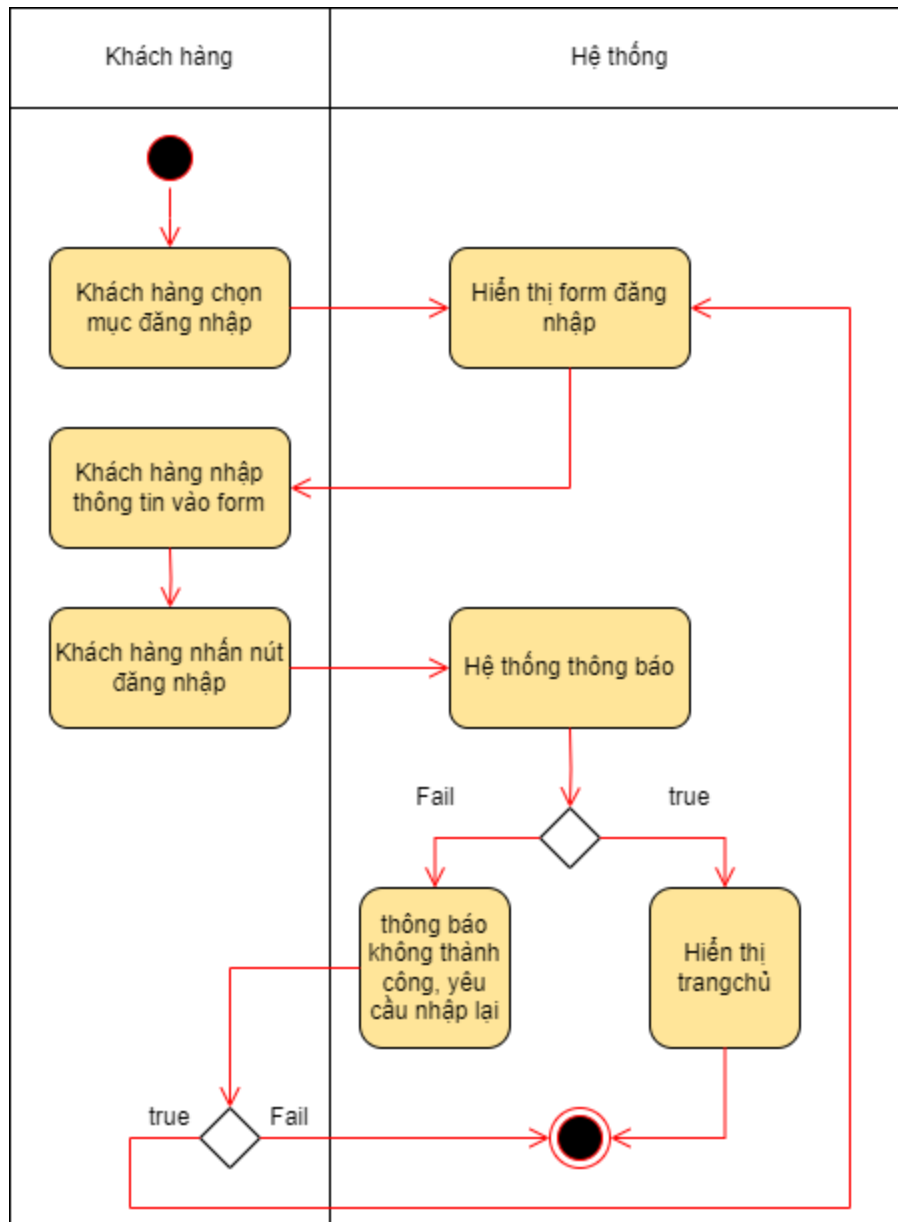 Khách hàng
Hệ thống
Khách hàng chọn
mục đăng nhập
Hiển thị form đăng
nhập
Khách hàng nhập
thông tin vào form
Khách hàng nhấn nút
đăng nhập
Hệ thống thông báo
Fail
true
thông báo
không thành
công, yêu
cầu nhập lại
Hiển thị
trangchủ
true
Fail